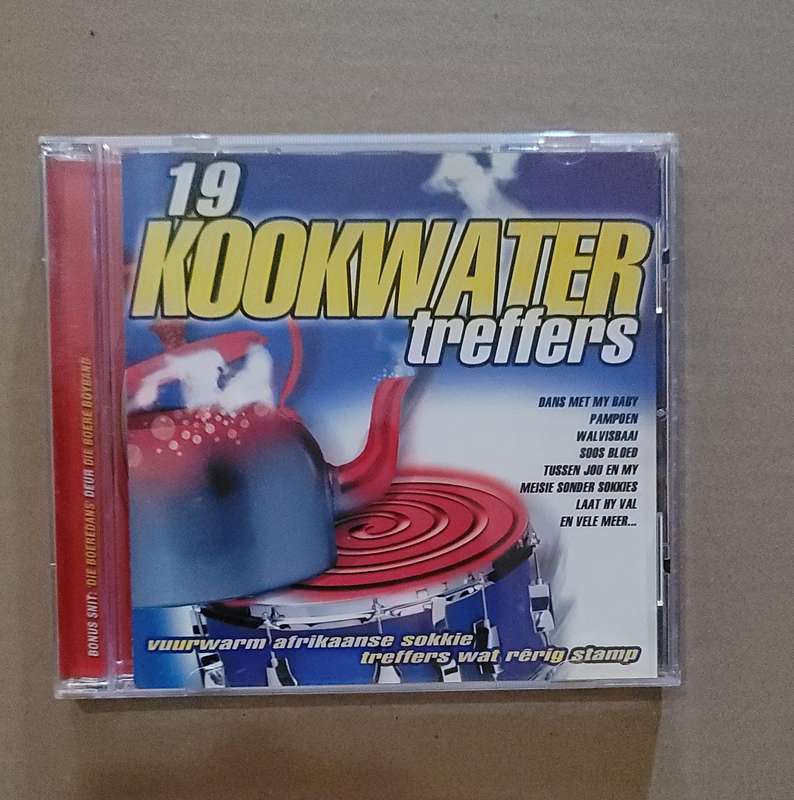 19
KOOKWATER
treffers
DANS MET MY BABY
PAMPOEN
WALVISBAAI
SOOS BLOED
TUSSEN JOU EN MY
MEISIE SONDER SOKKIES
LAAT HY VAL
EN VELE MEER...
vuurwarm afrikaanse sokkie
treffers wat rêrig stamp
BONUS SNIT: 'DIE BOEREDANS' DEUR DIE BOERE BOYBAND